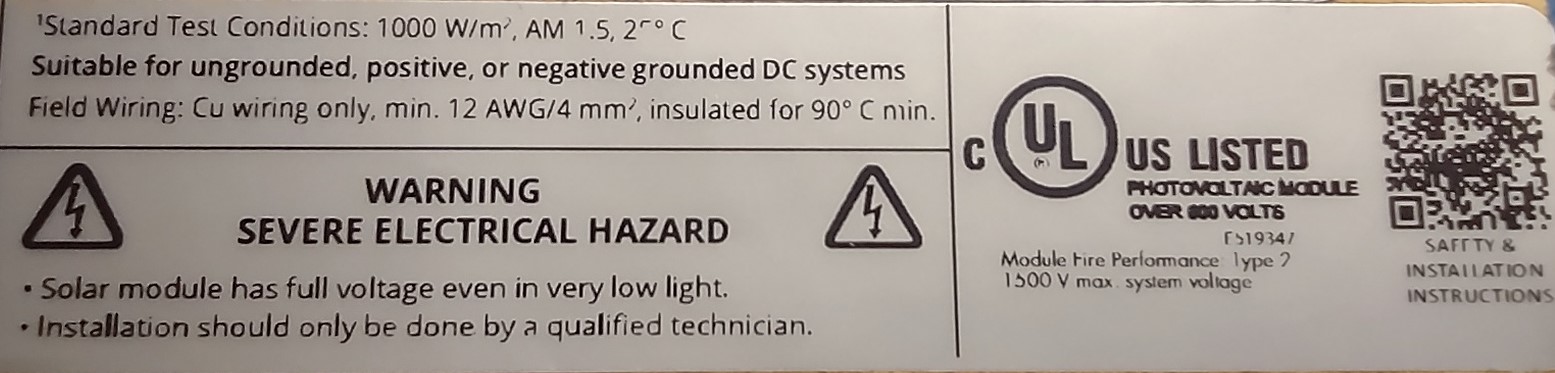 ¹Standard Test Conditions: 1000 W/m², AM 1.5, 25° C
Suitable for ungrounded, positive, or negative grounded DC systems
Field Wiring: Cu wiring only, min. 12 AWG/4 mm², insulated for 90° C min.
WARNING
SEVERE ELECTRICAL HAZARD
• Solar module has full voltage even in very low light.
• Installation should only be done by a qualified technician.
C UL US LISTED
PHOTOVOLTAIC MODULE
OVER 600 VOLTS
Module Fire Performance: Type 2
1500 V max. system voltage
SAFETY &
INSTALLATION
INSTRUCTIONS